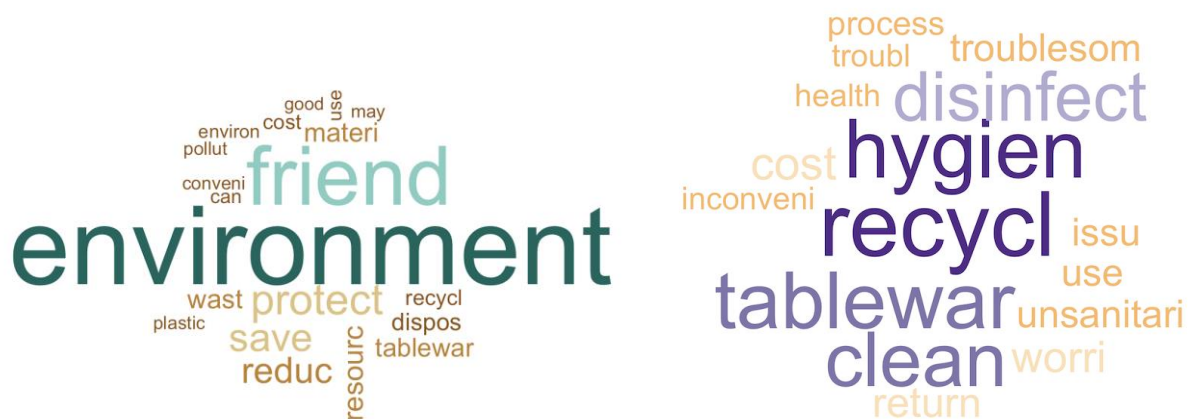 good use may
cost
environ materi
pollut
friend
conveni
can
environment
wast protect recycl
plastic dispos
save tablewar
reduc resourc
process
troubl troublesom
health disinfect
hygien
cost
inconveni
recycl issu
use
tablewar unsanitari
clean worri
return